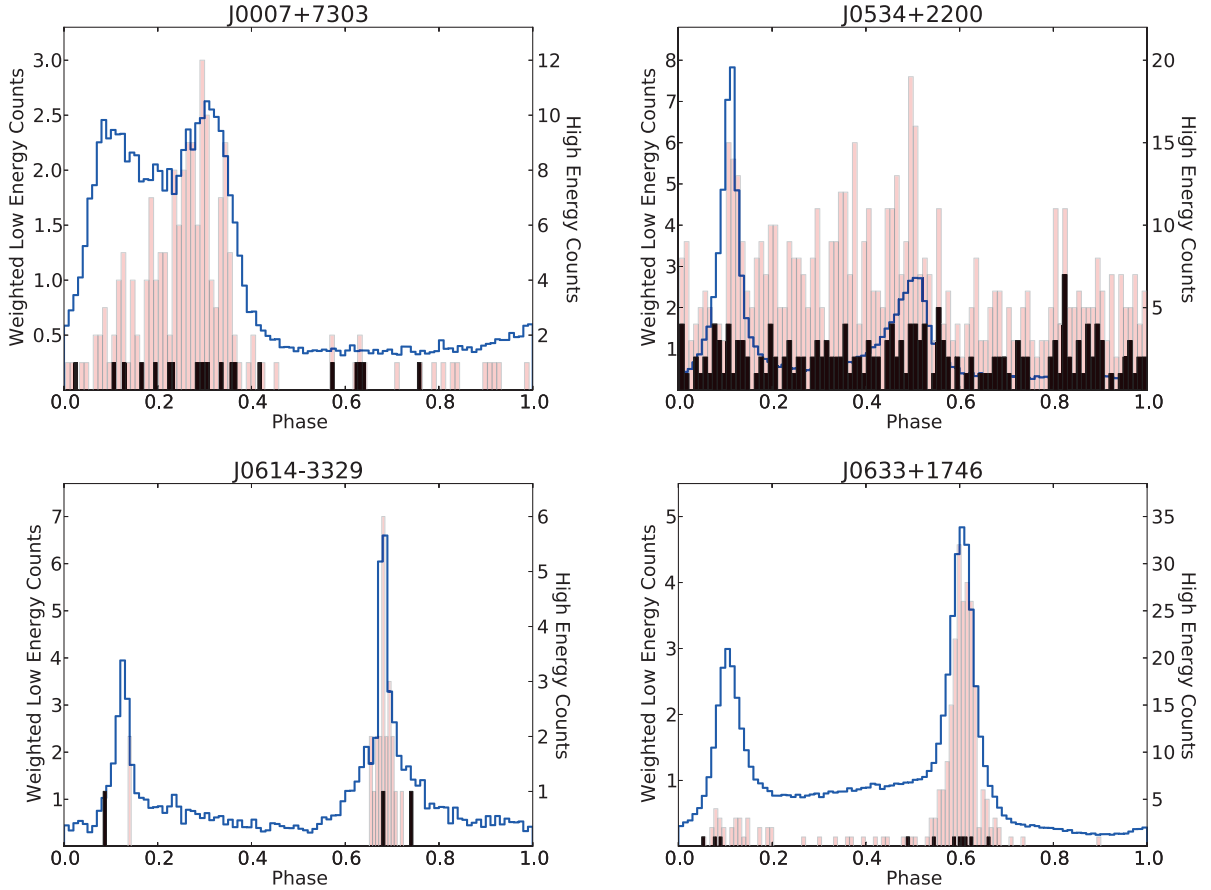 J0007+7303
Weighted Low Energy Counts
3.0
2.5
2.0
1.5
1.0
0.5
12
10
8
6
4
2
High Energy Counts
0.0 0.2 0.4 0.6 0.8 1.0
Phase
J0534+2200
Weighted Low Energy Counts
8
7
6
5
4
3
2
1
20
15
10
5
High Energy Counts
0.0 0.2 0.4 0.6 0.8 1.0
Phase
J0614-3329
Weighted Low Energy Counts
7
6
5
4
3
2
1
6
5
4
3
2
1
High Energy Counts
0.0 0.2 0.4 0.6 0.8 1.0
Phase
J0633+1746
Weighted Low Energy Counts
5
4
3
2
1
35
30
25
20
15
10
5
High Energy Counts
0.0 0.2 0.4 0.6 0.8 1.0
Phase